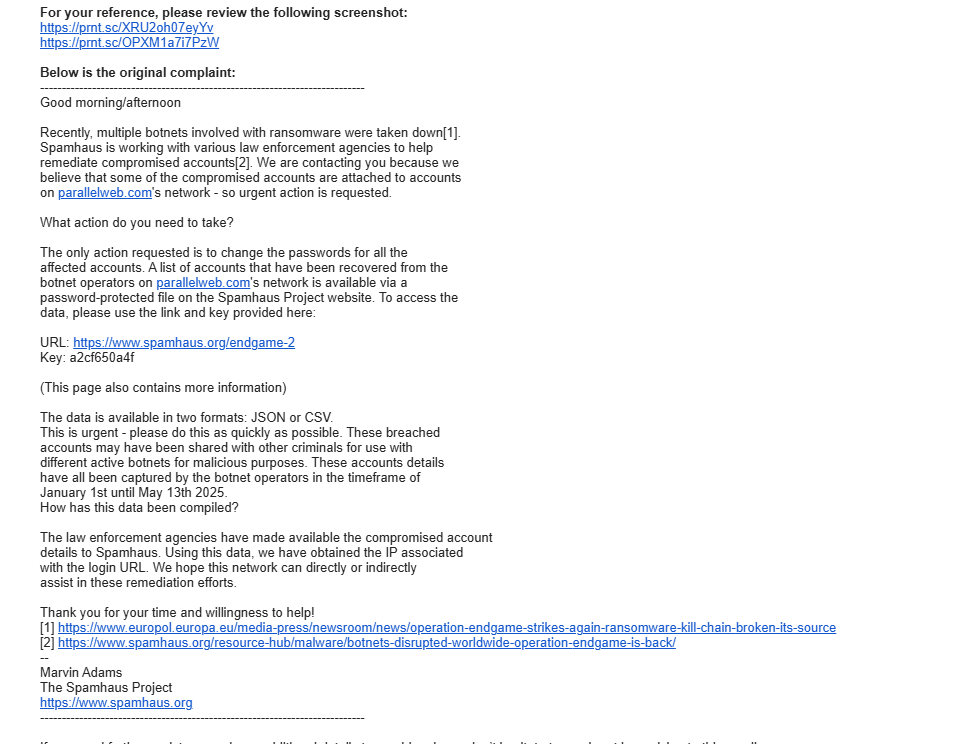 For your reference, please review the following screenshot:
https://prnt.sc/XRU2oh07eyYv
https://prnt.sc/OPXM1a7i7PzW
Below is the original complaint:
--------------------------------------------------------------------------
Good morning/afternoon
Recently, multiple botnets involved with ransomware were taken down[1].
Spamhaus is working with various law enforcement agencies to help
remediate compromised accounts[2]. We are contacting you because we
believe that some of the compromised accounts are attached to accounts
on parallelweb.com's network - so urgent action is requested.
What action do you need to take?
The only action requested is to change the passwords for all the
affected accounts. A list of accounts that have been recovered from the
botnet operators on parallelweb.com's network is available via a
password-protected file on the Spamhaus Project website. To access the
data, please use the link and key provided here:
URL: https://www.spamhaus.org/endgame-2
Key: a2cf650a4f
(This page also contains more information)
The data is available in two formats: JSON or CSV.
This is urgent - please do this as quickly as possible. These breached
accounts may have been shared with other criminals for use with
different active botnets for malicious purposes. These accounts details
have all been captured by the botnet operators in the timeframe of
January 1st until May 13th 2025.
How has this data been compiled?
The law enforcement agencies have made available the compromised account
details to Spamhaus. Using this data, we have obtained the IP associated
with the login URL. We hope this network can directly or indirectly
assist in these remediation efforts.
Thank you for your time and willingness to help!
[1] https://www.europol.europa.eu/media-press/newsroom/news/operation-endgame-strikes-again-ransomware-kill-chain-broken-its-source
[2] https://www.spamhaus.org/resource-hub/malware/botnets-disrupted-worldwide-operation-endgame-is-back/
--
Marvin Adams
The Spamhaus Project
https://www.spamhaus.org
--------------------------------------------------------------------------